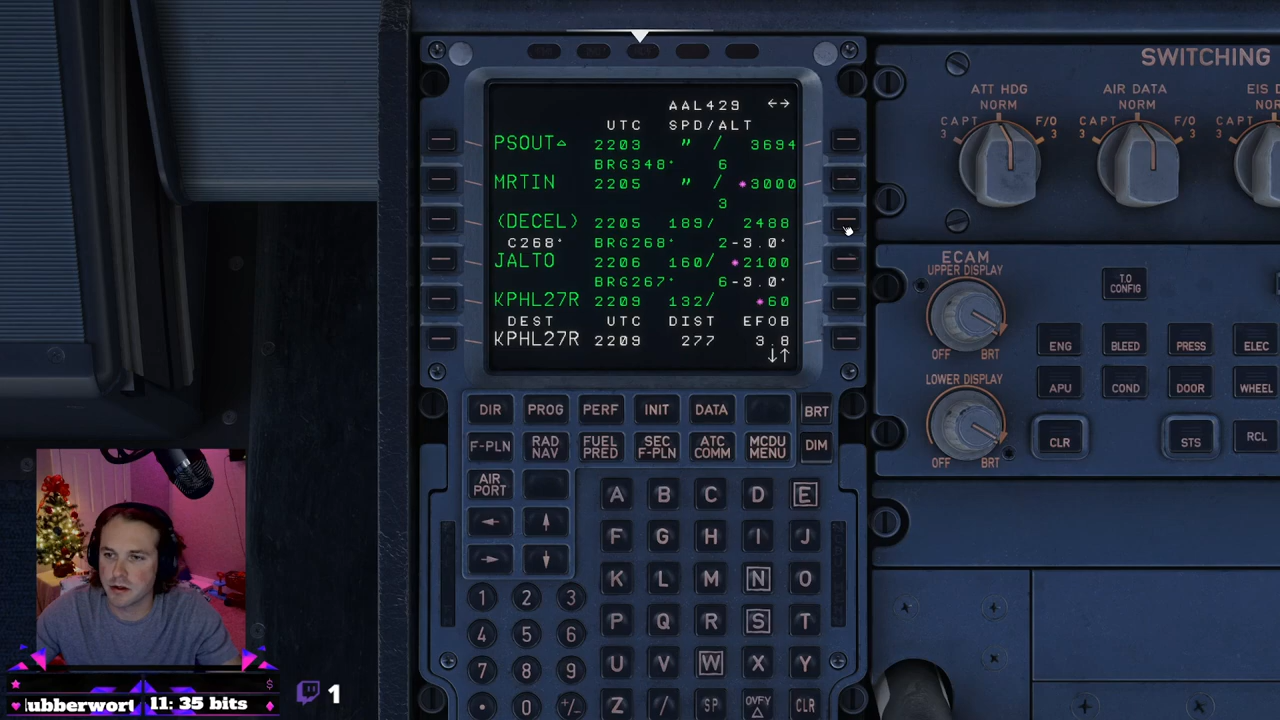 AAL429 ←→
UTC SPD/ALT
PSOUT 2203 " / 3694
BRG348° 6
MRTIN 2205 " / *3000
3
(DECEL) 2205 189/ 2488
C268° BRG268° 2-3.0°
JALTO 2206 160/ *2100
BRG267° 6-3.0°
KPHL27R 2209 132/ *60
DEST UTC DIST EFOB
KPHL27R 2209 277 3.8
↓↑
DIR PROG PERF INIT DATA BRT
F-PLN RAD NAV FUEL PRED SEC F-PLN ATC COMM MCDU MENU DIM
AIR PORT
← ↑
→ ↓
A B C D E
F G H I J
K L M N O
1 2 3 P Q R S T
4 5 6 U V W X Y
7 8 9 Z / SP OVFY △ CLR
. 0 +/-
SWITCHING
ATT HDG AIR DATA EIS D
NORM NORM NOR
CAPT 3 F/O 3 CAPT 3 F/O 3 CAPT 3
ECAM
UPPER DISPLAY
OFF BRT
T.O CONFIG
ENG BLEED PRESS ELEC
LOWER DISPLAY
OFF BRT
APU COND DOOR WHEEL
CLR STS RCL
ubberwort 11: 35 bits
$
1